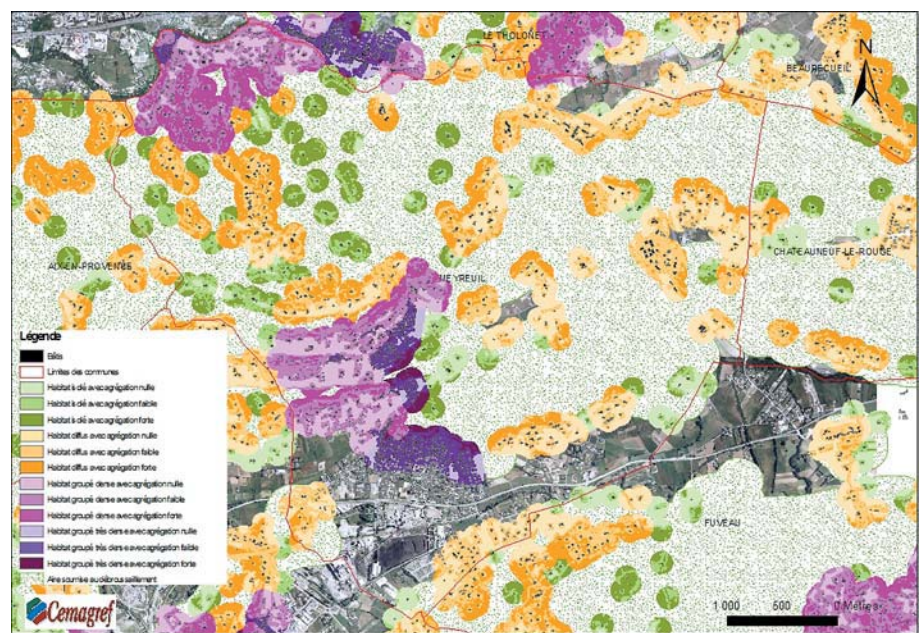 LE THOLONET
N
BEAURECUEIL
CHATEAUNEUF-LE-ROUGE
AIX-EN-PROVENCE
MEYREUIL
Légende
Bâtis
Limites des communes
Habitat isolé avec agrégation nulle
Habitat isolé avec agrégation faible
Habitat isolé avec agrégation forte
Habitat diffus avec agrégation nulle
Habitat diffus avec agrégation faible
Habitat diffus avec agrégation forte
Habitat groupé dense avec agrégation nulle
Habitat groupé dense avec agrégation faible
Habitat groupé dense avec agrégation forte
Habitat groupé très dense avec agrégation nulle
Habitat groupé très dense avec agrégation faible
Habitat groupé très dense avec agrégation forte
Aire soumise au débroussaillement
FUVEAU
Cemagref
1 000 500 0 Mètres